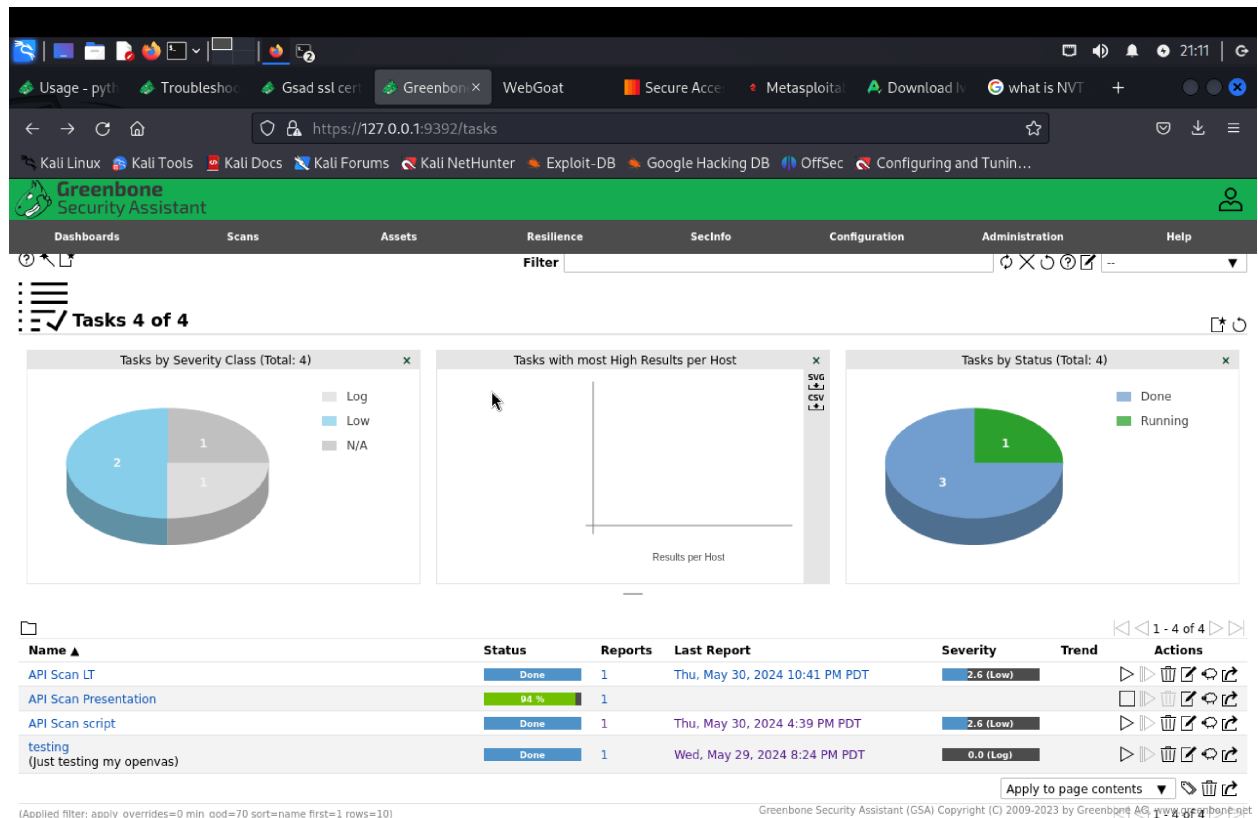 21:11
Usage - pyth
Troubleshoo
Gsad ssl cert
Greenbon
WebGoat
Secure Acce
Metasploita
Download Iv
what is NVT
https://127.0.0.1:9392/tasks
Kali Linux
Kali Tools
Kali Docs
Kali Forums
Kali NetHunter
Exploit-DB
Google Hacking DB
OffSec
Configuring and Tunin...
Greenbone
Security Assistant
Dashboards
Scans
Assets
Resilience
SecInfo
Configuration
Administration
Help
Filter
--
Tasks 4 of 4
Tasks by Severity Class (Total: 4)
Log
Low
N/A
1
2
1
Tasks with most High Results per Host
SVG
CSV
Results per Host
Tasks by Status (Total: 4)
Done
Running
1
3
1 - 4 of 4
Name ▲ Status Reports Last Report Severity Trend Actions
API Scan LT Done 1 Thu, May 30, 2024 10:41 PM PDT 2.6 (Low)
API Scan Presentation 94 % 1
API Scan script Done 1 Thu, May 30, 2024 4:39 PM PDT 2.6 (Low)
testing Done 1 Wed, May 29, 2024 8:24 PM PDT 0.0 (Log)
(Just testing my openvas)
Apply to page contents
(Applied filter: apply_overrides=0 min_qod=70 sort=name first=1 rows=10)
1 - 4 of 4
Greenbone Security Assistant (GSA) Copyright (C) 2009-2023 by Greenbone AG, www.greenbone.net